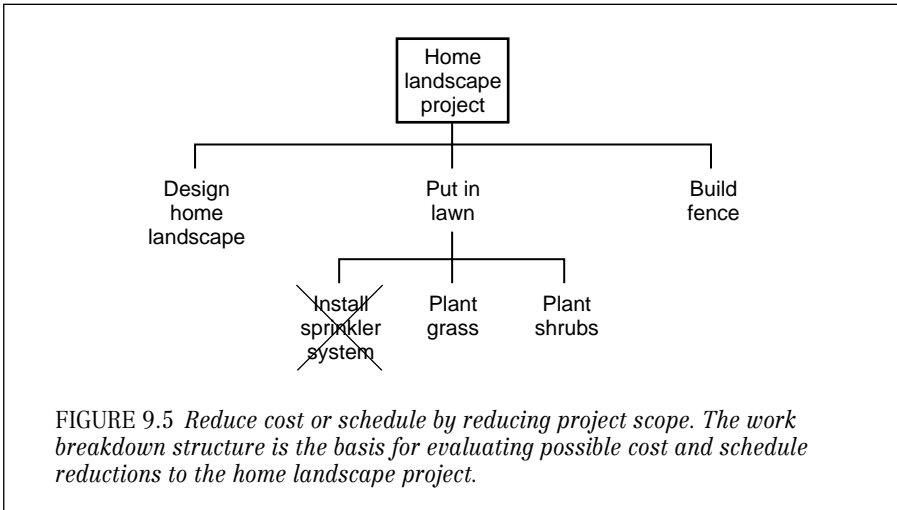 Home
landscape
project
Design
home
landscape
Put in
lawn
Build
fence
Install
sprinkler
system
Plant
grass
Plant
shrubs
FIGURE 9.5 Reduce cost or schedule by reducing project scope. The work
breakdown structure is the basis for evaluating possible cost and schedule
reductions to the home landscape project.